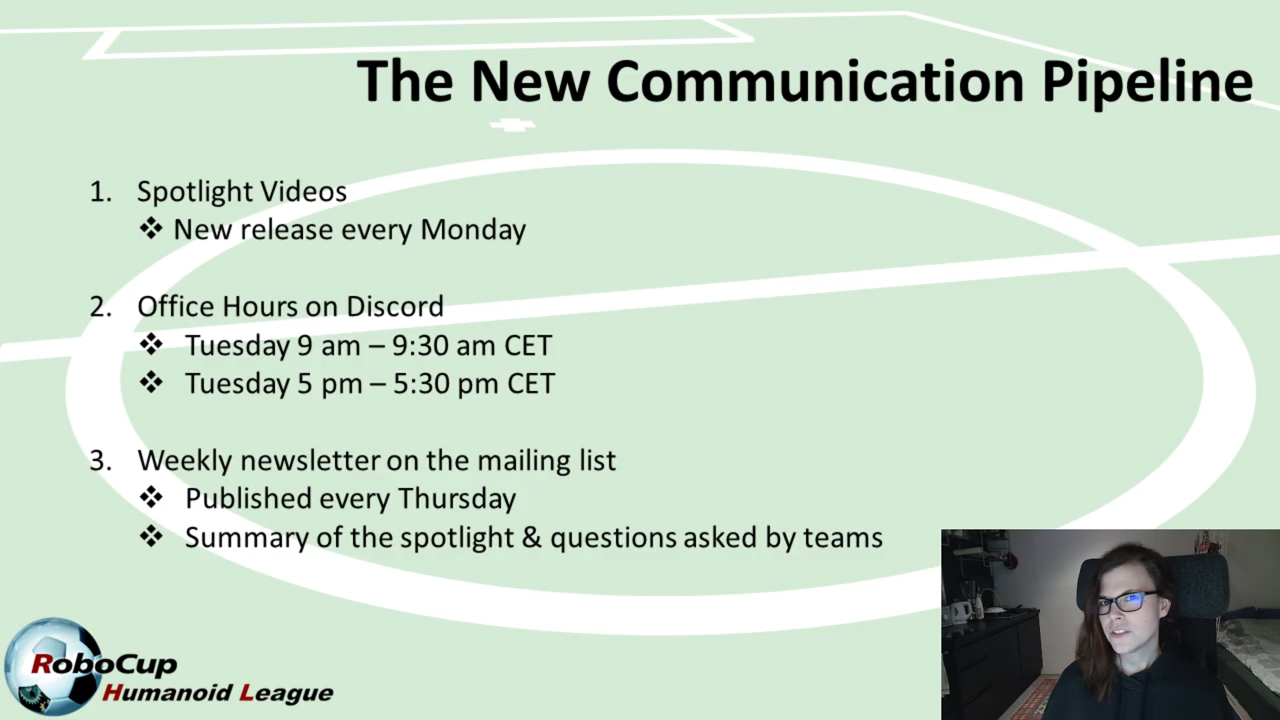 The New Communication Pipeline
1. Spotlight Videos
❖ New release every Monday
2. Office Hours on Discord
❖ Tuesday 9 am – 9:30 am CET
❖ Tuesday 5 pm – 5:30 pm CET
3. Weekly newsletter on the mailing list
❖ Published every Thursday
❖ Summary of the spotlight & questions asked by teams
RoboCup
Humanoid League